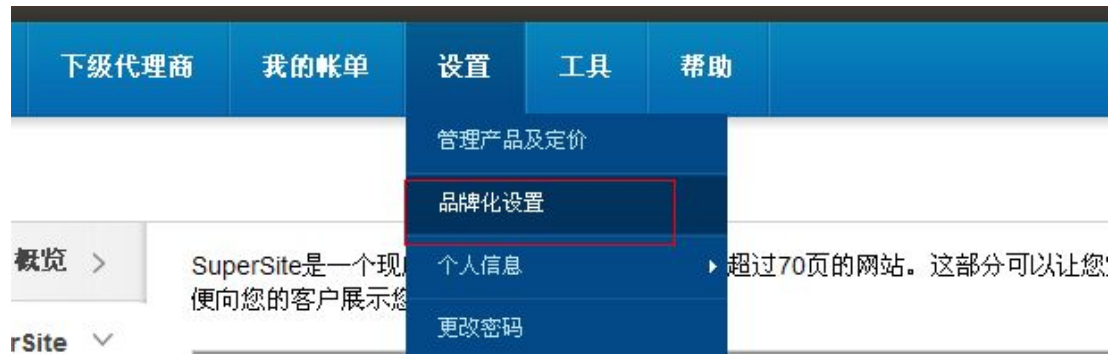 下级代理商 我的帐单 设置 工具 帮助
管理产品及定价
品牌化设置
概览
SuperSite是一个现 个人信息 超过70页的网站。这部分可以让您
便向您的客户展示您
更改密码
rSite